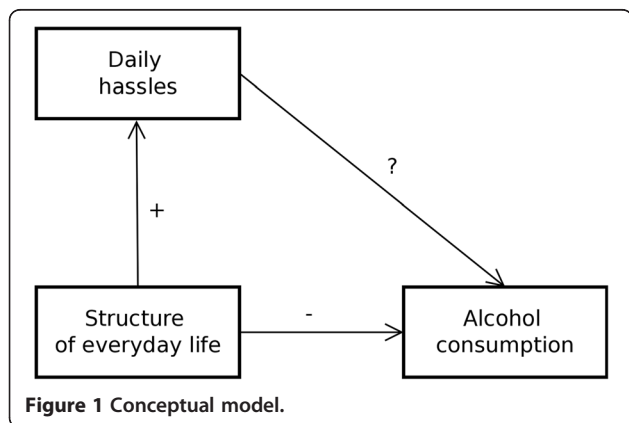 Daily
hassles
?
+
Structure
of everyday life
-
Alcohol
consumption
Figure 1 Conceptual model.